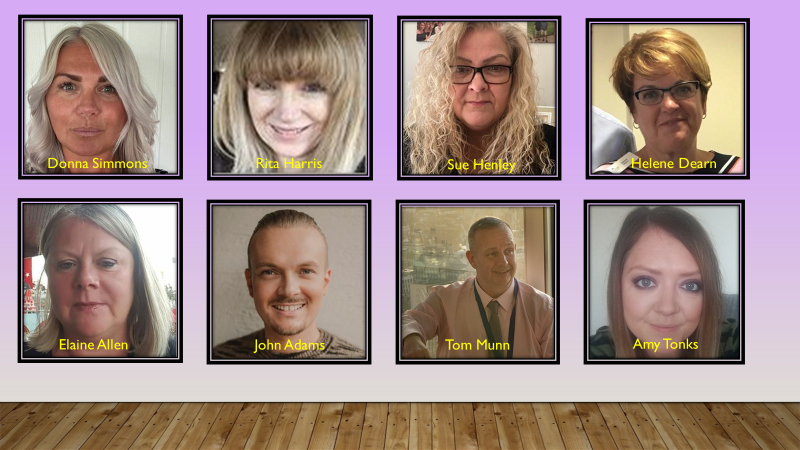 Donna Simmons
Rita Harris
Sue Henley
Helene Dearn
Elaine Allen
John Adams
Tom Munn
Amy Tonks